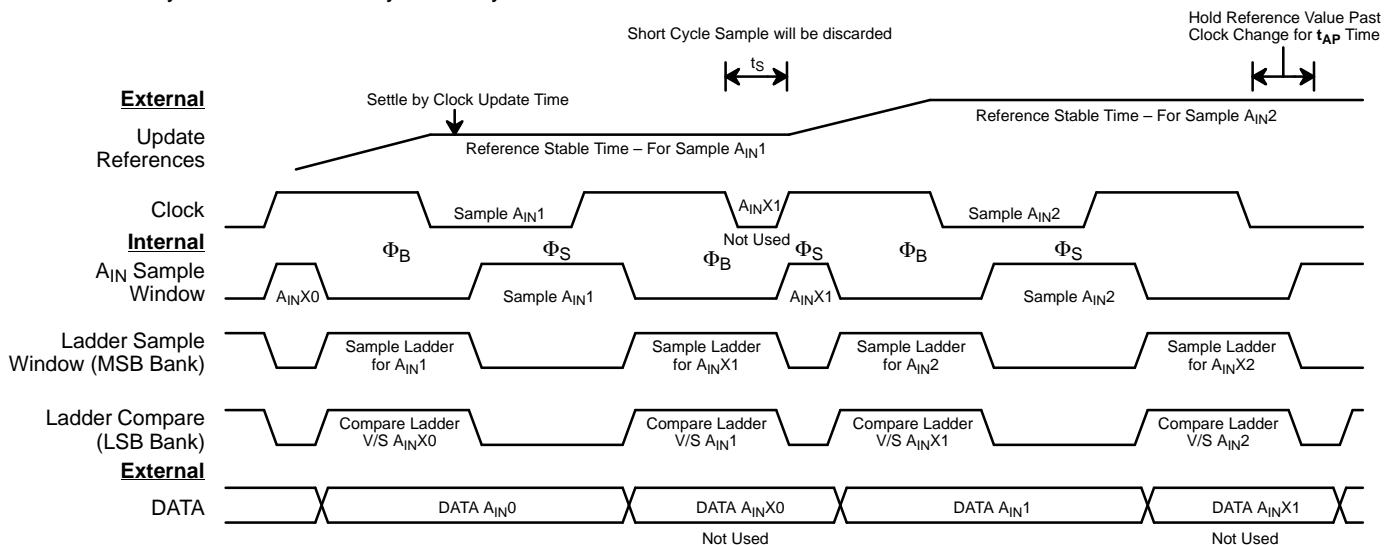 Hold Reference Value Past
Clock Change for tAP Time
Short Cycle Sample will be discarded
tS
External
Settle by Clock Update Time
Update
References
Reference Stable Time – For Sample AIN1
Reference Stable Time – For Sample AIN2
Clock
Sample AIN1
AINX1
Sample AIN2
Not Used
Internal
ΦB
ΦS
ΦB
ΦS
ΦB
ΦS
AIN Sample
Window
AINX0
Sample AIN1
AINX1
Sample AIN2
Ladder Sample
Window (MSB Bank)
Sample Ladder
for AIN1
Sample Ladder
for AINX1
Sample Ladder
for AIN2
Sample Ladder
for AINX2
Ladder Compare
(LSB Bank)
Compare Ladder
V/S AINX0
Compare Ladder
V/S AIN1
Compare Ladder
V/S AINX1
Compare Ladder
V/S AIN2
External
DATA
DATA AIN0
DATA AINX0
DATA AIN1
DATA AINX1
Not Used
Not Used